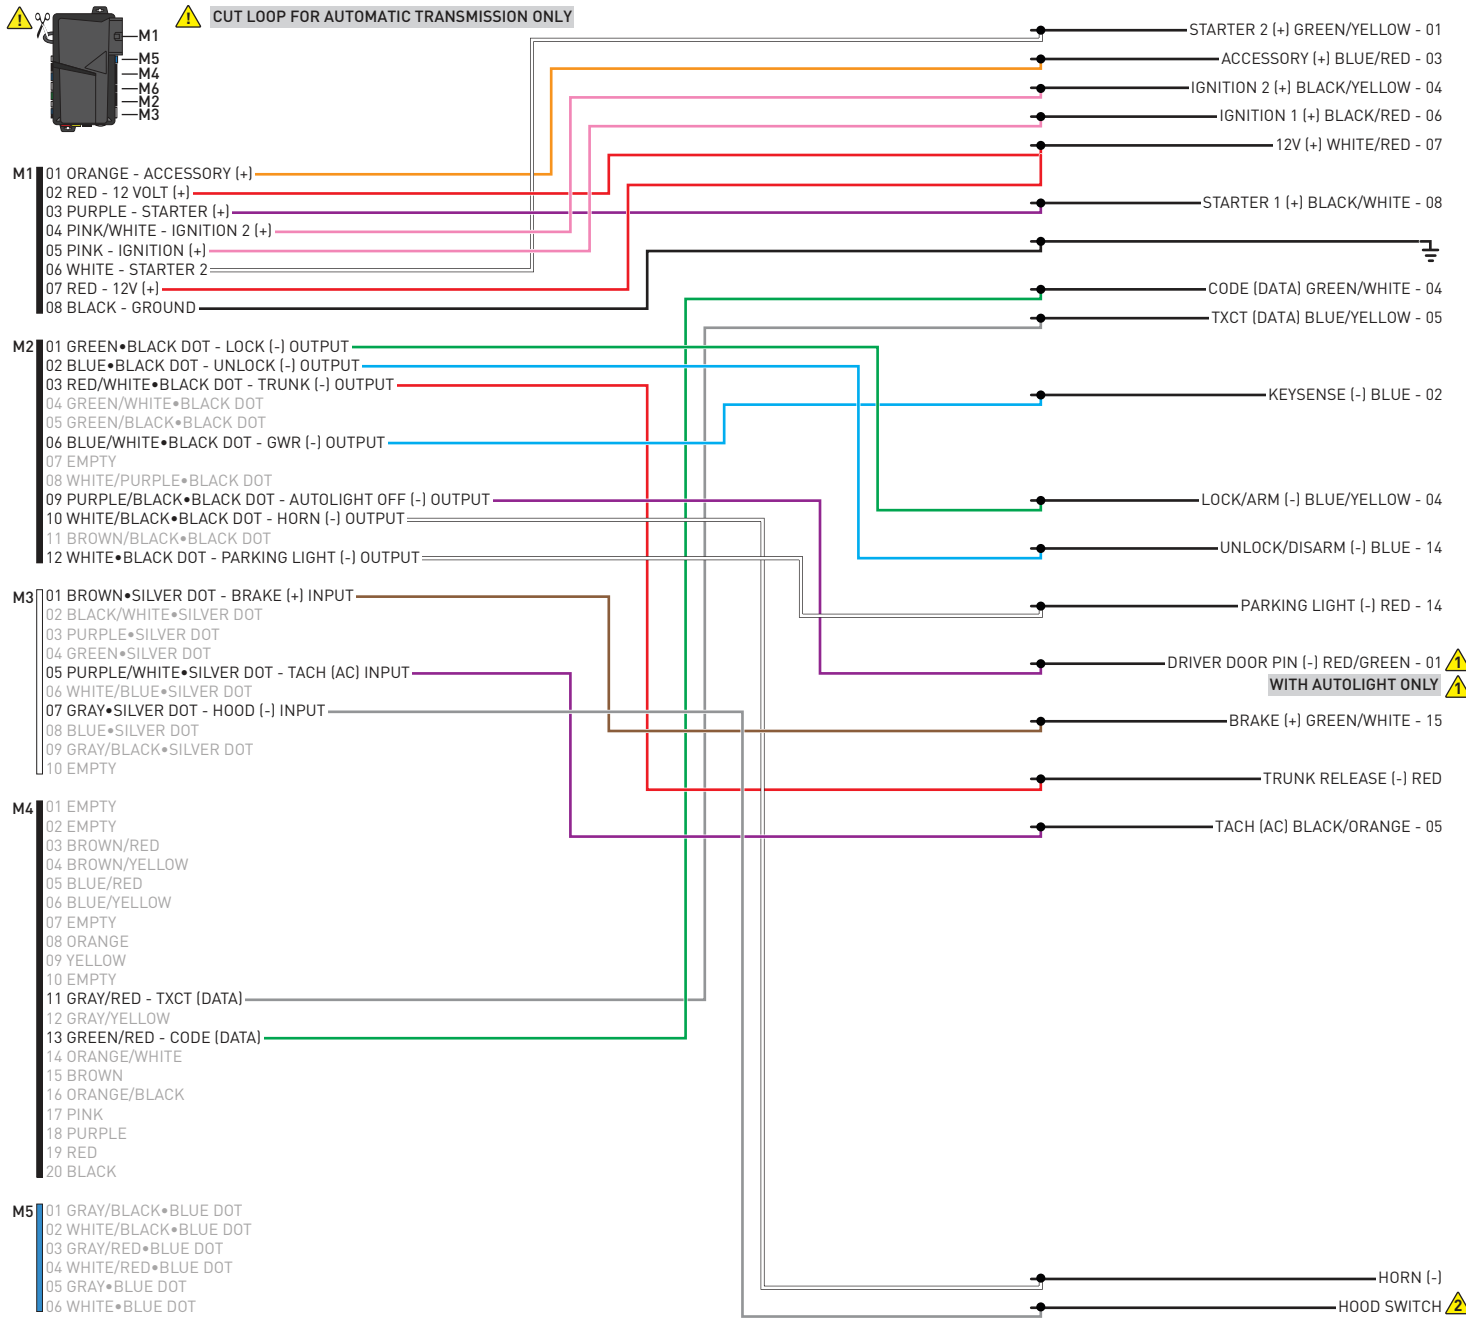 CUT LOOP FOR AUTOMATIC TRANSMISSION ONLY
M1
M5
M4
M6
M2
M3
M1
01 ORANGE - ACCESSORY (+)
02 RED - 12 VOLT (+)
03 PURPLE - STARTER (+)
04 PINK/WHITE - IGNITION 2 (+)
05 PINK - IGNITION (+)
06 WHITE - STARTER 2
07 RED - 12V (+)
08 BLACK - GROUND
M2
01 GREEN•BLACK DOT - LOCK (-) OUTPUT
02 BLUE•BLACK DOT - UNLOCK (-) OUTPUT
03 RED/WHITE•BLACK DOT - TRUNK (-) OUTPUT
04 GREEN/WHITE•BLACK DOT
05 GREEN/BLACK•BLACK DOT
06 BLUE/WHITE•BLACK DOT - GWR (-) OUTPUT
07 EMPTY
08 WHITE/PURPLE•BLACK DOT
09 PURPLE/BLACK•BLACK DOT - AUTOLIGHT OFF (-) OUTPUT
10 WHITE/BLACK•BLACK DOT - HORN (-) OUTPUT
11 BROWN/BLACK•BLACK DOT
12 WHITE•BLACK DOT - PARKING LIGHT (-) OUTPUT
M3
01 BROWN•SILVER DOT - BRAKE (+) INPUT
02 BLACK/WHITE•SILVER DOT
03 PURPLE•SILVER DOT
04 GREEN•SILVER DOT
05 PURPLE/WHITE•SILVER DOT - TACH (AC) INPUT
06 WHITE/BLUE•SILVER DOT
07 GRAY•SILVER DOT - HOOD (-) INPUT
08 BLUE•SILVER DOT
09 GRAY/BLACK•SILVER DOT
10 EMPTY
M4
01 EMPTY
02 EMPTY
03 BROWN/RED
04 BROWN/YELLOW
05 BLUE/RED
06 BLUE/YELLOW
07 EMPTY
08 ORANGE
09 YELLOW
10 EMPTY
11 GRAY/RED - TXCT (DATA)
12 GRAY/YELLOW
13 GREEN/RED - CODE (DATA)
14 ORANGE/WHITE
15 BROWN
16 ORANGE/BLACK
17 PINK
18 PURPLE
19 RED
20 BLACK
M5
01 GRAY/BLACK•BLUE DOT
02 WHITE/BLACK•BLUE DOT
03 GRAY/RED•BLUE DOT
04 WHITE/RED•BLUE DOT
05 GRAY•BLUE DOT
06 WHITE•BLUE DOT
STARTER 2 (+) GREEN/YELLOW - 01
ACCESSORY (+) BLUE/RED - 03
IGNITION 2 (+) BLACK/YELLOW - 04
IGNITION 1 (+) BLACK/RED - 06
12V (+) WHITE/RED - 07
STARTER 1 (+) BLACK/WHITE - 08
CODE (DATA) GREEN/WHITE - 04
TXCT (DATA) BLUE/YELLOW - 05
KEYSENSE (-) BLUE - 02
LOCK/ARM (-) BLUE/YELLOW - 04
UNLOCK/DISARM (-) BLUE - 14
PARKING LIGHT (-) RED - 14
DRIVER DOOR PIN (-) RED/GREEN - 01 1
WITH AUTOLIGHT ONLY 1
BRAKE (+) GREEN/WHITE - 15
TRUNK RELEASE (-) RED
TACH (AC) BLACK/ORANGE - 05
HORN (-)
HOOD SWITCH 2